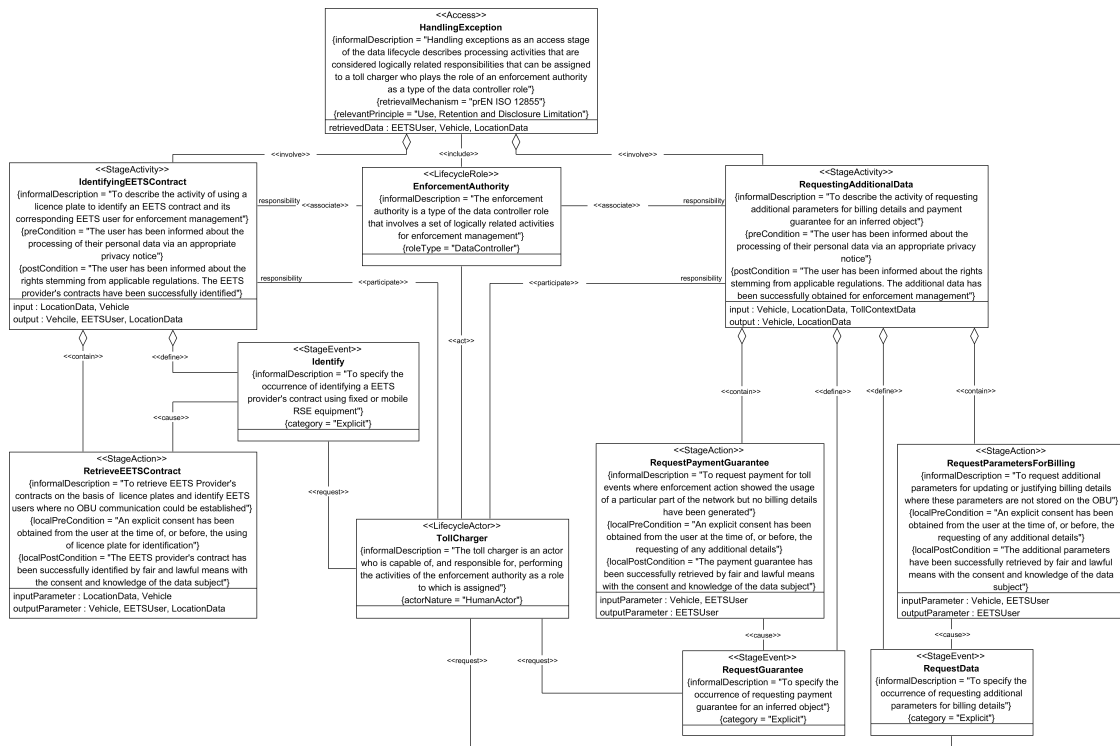 <<Access>>
HandlingException
{informalDescription = "Handling exceptions as an access stage
of the data lifecycle describes processing activities that are
considered logically related responsibilities that can be assigned
to a toll charger who plays the role of an enforcement authority
as a type of the data controller role"}
{retrievalMechanism = "prEN ISO 12855"}
{relevantPrinciple = "Use, Retention and Disclosure Limitation"}
retrievedData : EETSUser, Vehicle, LocationData
<<involve>>
<<include>>
<<involve>>
<<StageActivity>>
IdentifyingEETSContract
{informalDescription = "To describe the activity of using a
licence plate to identify an EETS contract and its
corresponding EETS user for enforcement management"}
{preCondition = "The user has been informed about the
processing of their personal data via an appropriate
privacy notice"}
{postCondition = "The user has been informed about the
rights stemming from applicable regulations. The EETS
provider's contracts have been successfully identified"}
input : LocationData, Vehicle
output : Vehcile, EETSUser, LocationData
responsibility
<<associate>>
<<LifecycleRole>>
EnforcementAuthority
{informalDescription = "The enforcement
authority is a type of the data controller role
that involves a set of logically related activities
for enforcement management"}
{roleType = "DataController"}
<<associate>>
responsibility
<<StageActivity>>
RequestingAdditionalData
{informalDescription = "To describe the activity of requesting
additional parameters for billing details and payment
guarantee for an inferred object"}
{preCondition = "The user has been informed about the
processing of their personal data via an appropriate privacy
notice"}
{postCondition = "The user has been informed about the rights
stemming from applicable regulations. The additional data has
been successfully obtained for enforcement management"}
input : Vehicle, LocationData, TollContextData
output : Vehicle, LocationData
responsibility
<<participate>>
<<participate>>
responsibility
<<contain>>
<<define>>
<<act>>
<<StageEvent>>
Identify
{informalDescription = "To specify the
occurrence of identifying a EETS
provider's contract using fixed or mobile
RSE equipment"}
{category = "Explicit"}
<<contain>>
<<define>>
<<define>>
<<contain>>
<<cause>>
<<StageAction>>
RetrieveEETSContract
{informalDescription = "To retrieve EETS Provider's
contracts on the basis of licence plates and identify EETS
users where no OBU communication could be established"}
{localPreCondition = "An explicit consent has been
obtained from the user at the time of, or before, the using
of licence plate for identification"}
{localPostCondition = "The EETS provider's contract has
been successfully identified by fair and lawful means with
the consent and knowledge of the data subject"}
inputParameter : LocationData, Vehicle
outputParameter : Vehicle, EETSUser, LocationData
<<request>>
<<LifecycleActor>>
TollCharger
{informalDescription = "The toll charger is an actor
who is capable of, and responsible for, performing
the activities of the enforcement authority as a role
to which is assigned"}
{actorNature = "HumanActor"}
<<StageAction>>
RequestPaymentGuarantee
{informalDescription = "To request payment for toll
events where enforcement action showed the usage
of a particular part of the network but no billing details
have been generated"}
{localPreCondition = "An explicit consent has been
obtained from the user at the time of, or before, the
requesting of any additional details"}
{localPostCondition = "The payment guarantee has
been successfully retrieved by fair and lawful means
with the consent and knowledge of the data subject"}
inputParameter : Vehicle, EETSUser
outputParameter : EETSUser
<<StageAction>>
RequestParametersForBilling
{informalDescription = "To request additional
parameters for updating or justifying billing details
where these parameters are not stored on the OBU"}
{localPreCondition = "An explicit consent has been
obtained from the user at the time of, or before, the
requesting of any additional details"}
{localPostCondition = "The additional parameters
have been successfully retrieved by fair and lawful
means with the consent and knowledge of the data
subject"}
inputParameter : Vehicle, EETSUser
outputParameter : EETSUser
<<cause>>
<<cause>>
<<request>>
<<request>>
<<StageEvent>>
RequestGuarantee
{informalDescription = "To specify the
occurrence of requesting payment
guarantee for an inferred object"}
{category = "Explicit"}
<<StageEvent>>
RequestData
{informalDescription = "To specify the
occurrence of requesting additional
parameters for billing details"}
{category = "Explicit"}